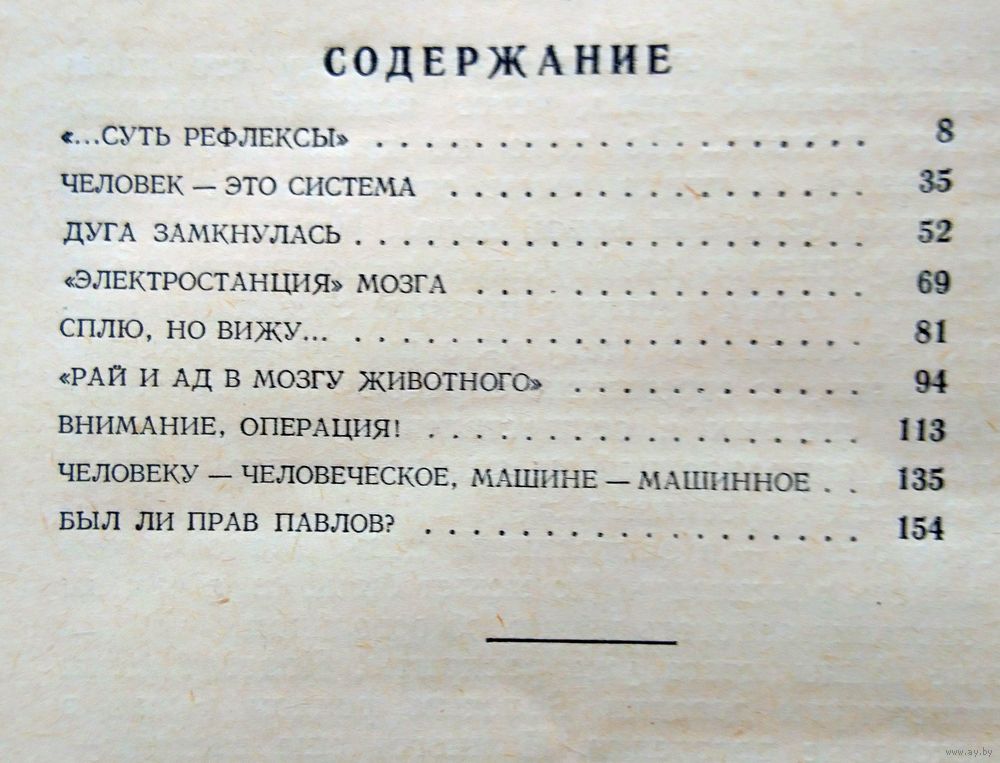 СОДЕРЖАНИЕ
«...СУТЬ РЕФЛЕКСЫ» . . . . . . . . . . . . . . . . . . . . 8
ЧЕЛОВЕК — ЭТО СИСТЕМА . . . . . . . . . . . . . . . . . 35
ДУГА ЗАМКНУЛАСЬ . . . . . . . . . . . . . . . . . . . . . 52
«ЭЛЕКТРОСТАНЦИЯ» МОЗГА . . . . . . . . . . . . . . . . 69
СПЛЮ, НО ВИЖУ... . . . . . . . . . . . . . . . . . . . . . 81
«РАЙ И АД В МОЗГУ ЖИВОТНОГО» . . . . . . . . . . . . 94
ВНИМАНИЕ, ОПЕРАЦИЯ! . . . . . . . . . . . . . . . . . . 113
ЧЕЛОВЕКУ — ЧЕЛОВЕЧЕСКОЕ, МАШИНЕ — МАШИННОЕ . . 135
БЫЛ ЛИ ПРАВ ПАВЛОВ? . . . . . . . . . . . . . . . . . . 154
www.ay.by